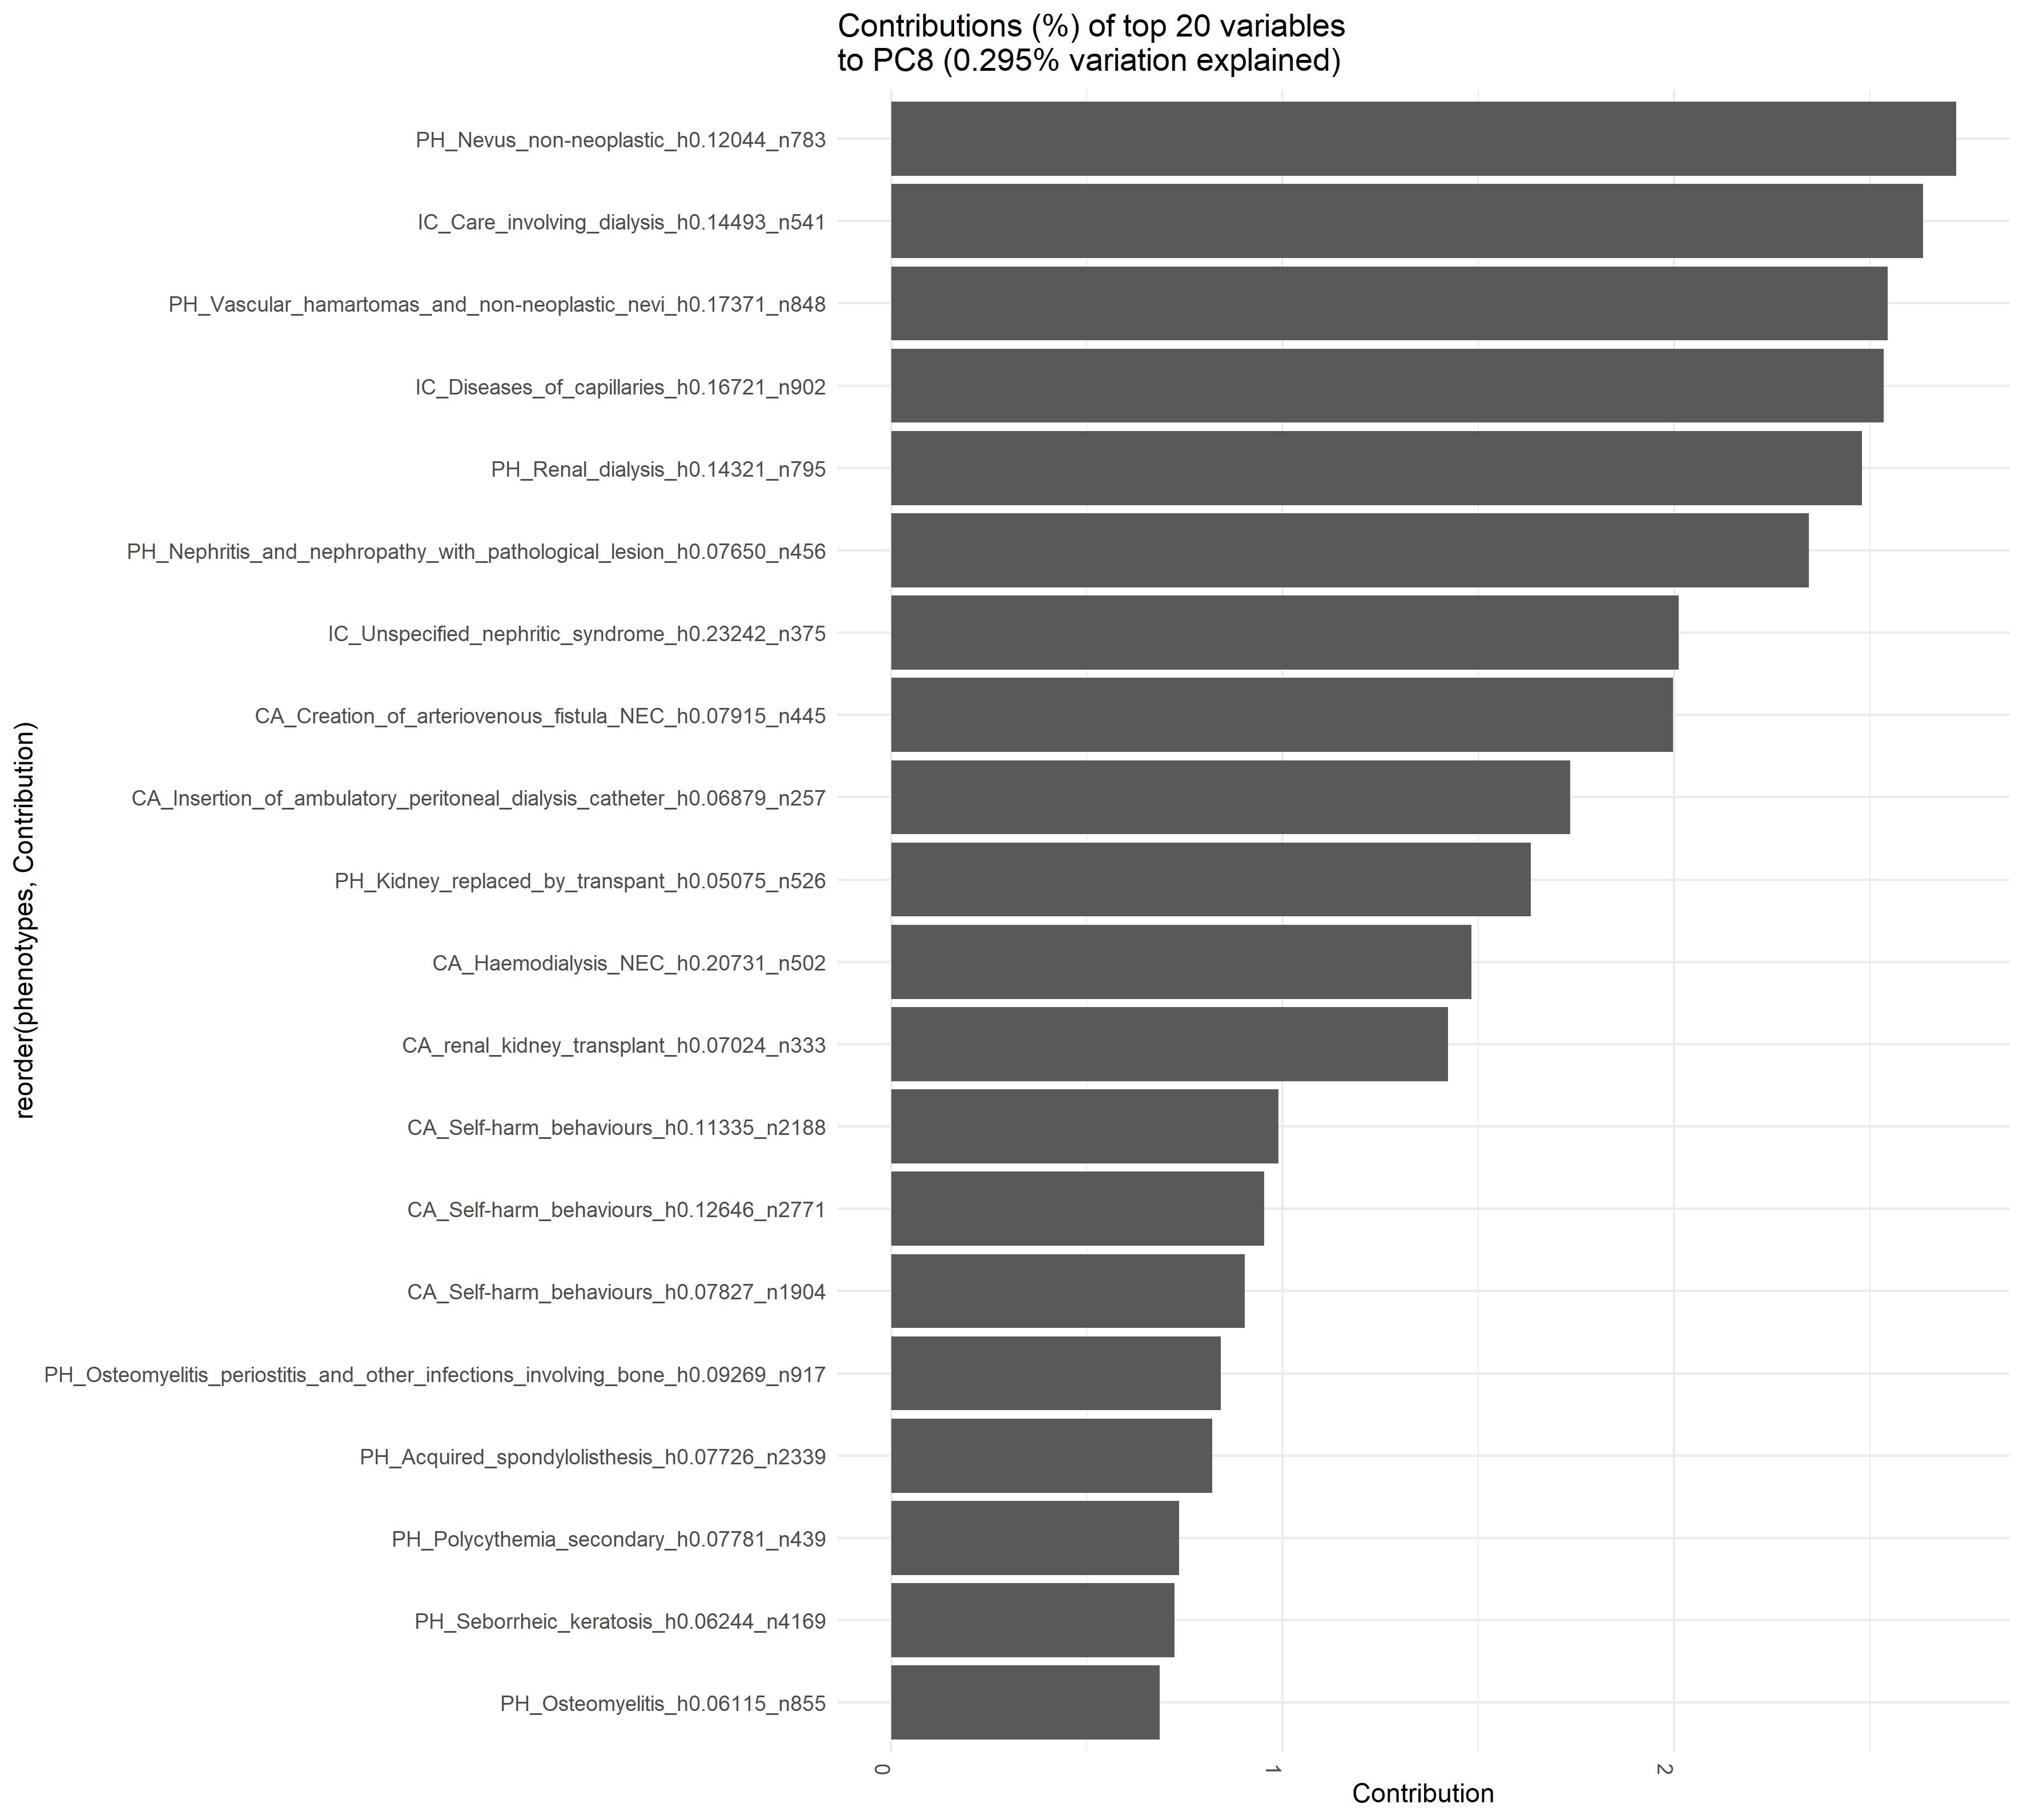 Contributions (%) of top 20 variables
to PC8 (0.295% variation explained)
PH_Nevus_non-neoplastic_h0.12044_n783
IC_Care_involving_dialysis_h0.14493_n541
PH_Vascular_hamartomas_and_non-neoplastic_nevi_h0.17371_n848
IC_Diseases_of_capillaries_h0.16721_n902
PH_Renal_dialysis_h0.14321_n795
PH_Nephritis_and_nephropathy_with_pathological_lesion_h0.07650_n456
IC_Unspecified_nephritic_syndrome_h0.23242_n375
CA_Creation_of_arteriovenous_fistula_NEC_h0.07915_n445
CA_Insertion_of_ambulatory_peritoneal_dialysis_catheter_h0.06879_n257
PH_Kidney_replaced_by_transpant_h0.05075_n526
CA_Haemodialysis_NEC_h0.20731_n502
CA_renal_kidney_transplant_h0.07024_n333
CA_Self-harm_behaviours_h0.11335_n2188
CA_Self-harm_behaviours_h0.12646_n2771
CA_Self-harm_behaviours_h0.07827_n1904
PH_Osteomyelitis_periostitis_and_other_infections_involving_bone_h0.09269_n917
PH_Acquired_spondylolisthesis_h0.07726_n2339
PH_Polycythemia_secondary_h0.07781_n439
PH_Seborrheic_keratosis_h0.06244_n4169
PH_Osteomyelitis_h0.06115_n855
reorder(phenotypes, Contribution)
0
1
2
Contribution